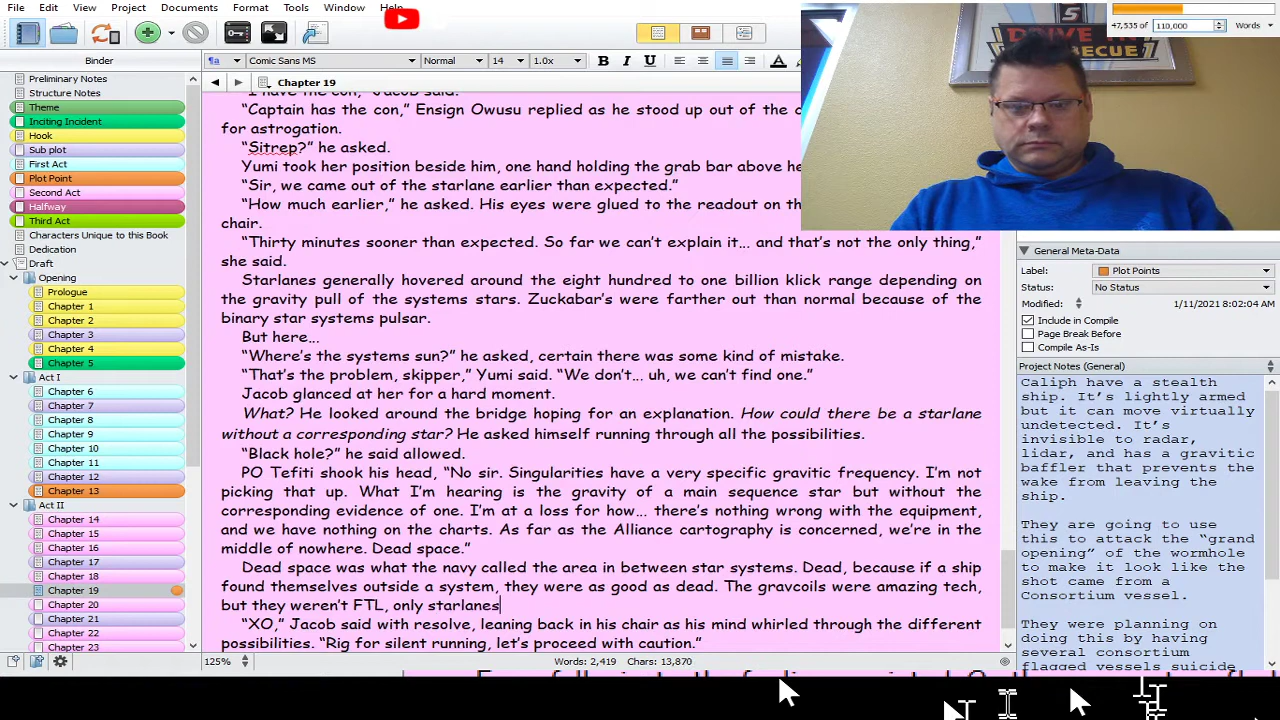 File Edit View Project Documents Format Tools Window Help
47,535 of 110,000 Words
S
DRIVE IN
BECUE
Binder
Comic Sans MS Normal 14 1.0x B I U A
Preliminary Notes
Structure Notes
Theme
Inciting Incident
Hook
Sub plot
First Act
Plot Point
Second Act
Halfway
Third Act
Characters Unique to this Book
Dedication
Draft
Opening
Prologue
Chapter 1
Chapter 2
Chapter 3
Chapter 4
Chapter 5
Act I
Chapter 6
Chapter 7
Chapter 8
Chapter 9
Chapter 10
Chapter 11
Chapter 12
Chapter 13
Act II
Chapter 14
Chapter 15
Chapter 16
Chapter 17
Chapter 18
Chapter 19
Chapter 20
Chapter 21
Chapter 22
Chapter 23
Chapter 19
“I have the con,” Jacob said.
“Captain has the con,” Ensign Owusu replied as he stood up out of the c
for astrogation.
“Sitrep?” he asked.
Yumi took her position beside him, one hand holding the grab bar above he
“Sir, we came out of the starlane earlier than expected.”
“How much earlier,” he asked. His eyes were glued to the readout on th
chair.
“Thirty minutes sooner than expected. So far we can’t explain it... and that’s not the only thing,”
she said.
Starlanes generally hovered around the eight hundred to one billion klick range depending on
the gravity pull of the systems stars. Zuckabar’s were farther out than normal because of the
binary star systems pulsar.
But here...
“Where’s the systems sun?” he asked, certain there was some kind of mistake.
“That’s the problem, skipper,” Yumi said. “We don’t... uh, we can’t find one.”
Jacob glanced at her for a hard moment.
What? He looked around the bridge hoping for an explanation. How could there be a starlane
without a corresponding star? He asked himself running through all the possibilities.
“Black hole?” he said allowed.
PO Tefiti shook his head, “No sir. Singularities have a very specific gravitic frequency. I’m not
picking that up. What I’m hearing is the gravity of a main sequence star but without the
corresponding evidence of one. I’m at a loss for how... there’s nothing wrong with the equipment,
and we have nothing on the charts. As far as the Alliance cartography is concerned, we’re in the
middle of nowhere. Dead space.”
Dead space was what the navy called the area in between star systems. Dead, because if a ship
found themselves outside a system, they were as good as dead. The gravcoils were amazing tech,
but they weren’t FTL, only starlanes
“XO,” Jacob said with resolve, leaning back in his chair as his mind whirled through the different
possibilities. “Rig for silent running, let’s proceed with caution.”
125% Words: 2,419 Chars: 13,870
General Meta-Data
Label: Plot Points
Status: No Status
Modified: 1/11/2021 8:02:04 AM
Include in Compile
Page Break Before
Compile As-Is
Project Notes (General)
Caliph have a stealth
ship. It’s lightly armed
but it can move virtually
undetected. It’s
invisible to radar,
lidar, and has a gravitic
baffler that prevents the
wake from leaving the
ship.
They are going to use
this to attack the “grand
opening” of the wormhole
to make it look like the
shot came from a
Consortium vessel.
They were planning on
doing this by having
several consortium
flagged vessels suicide